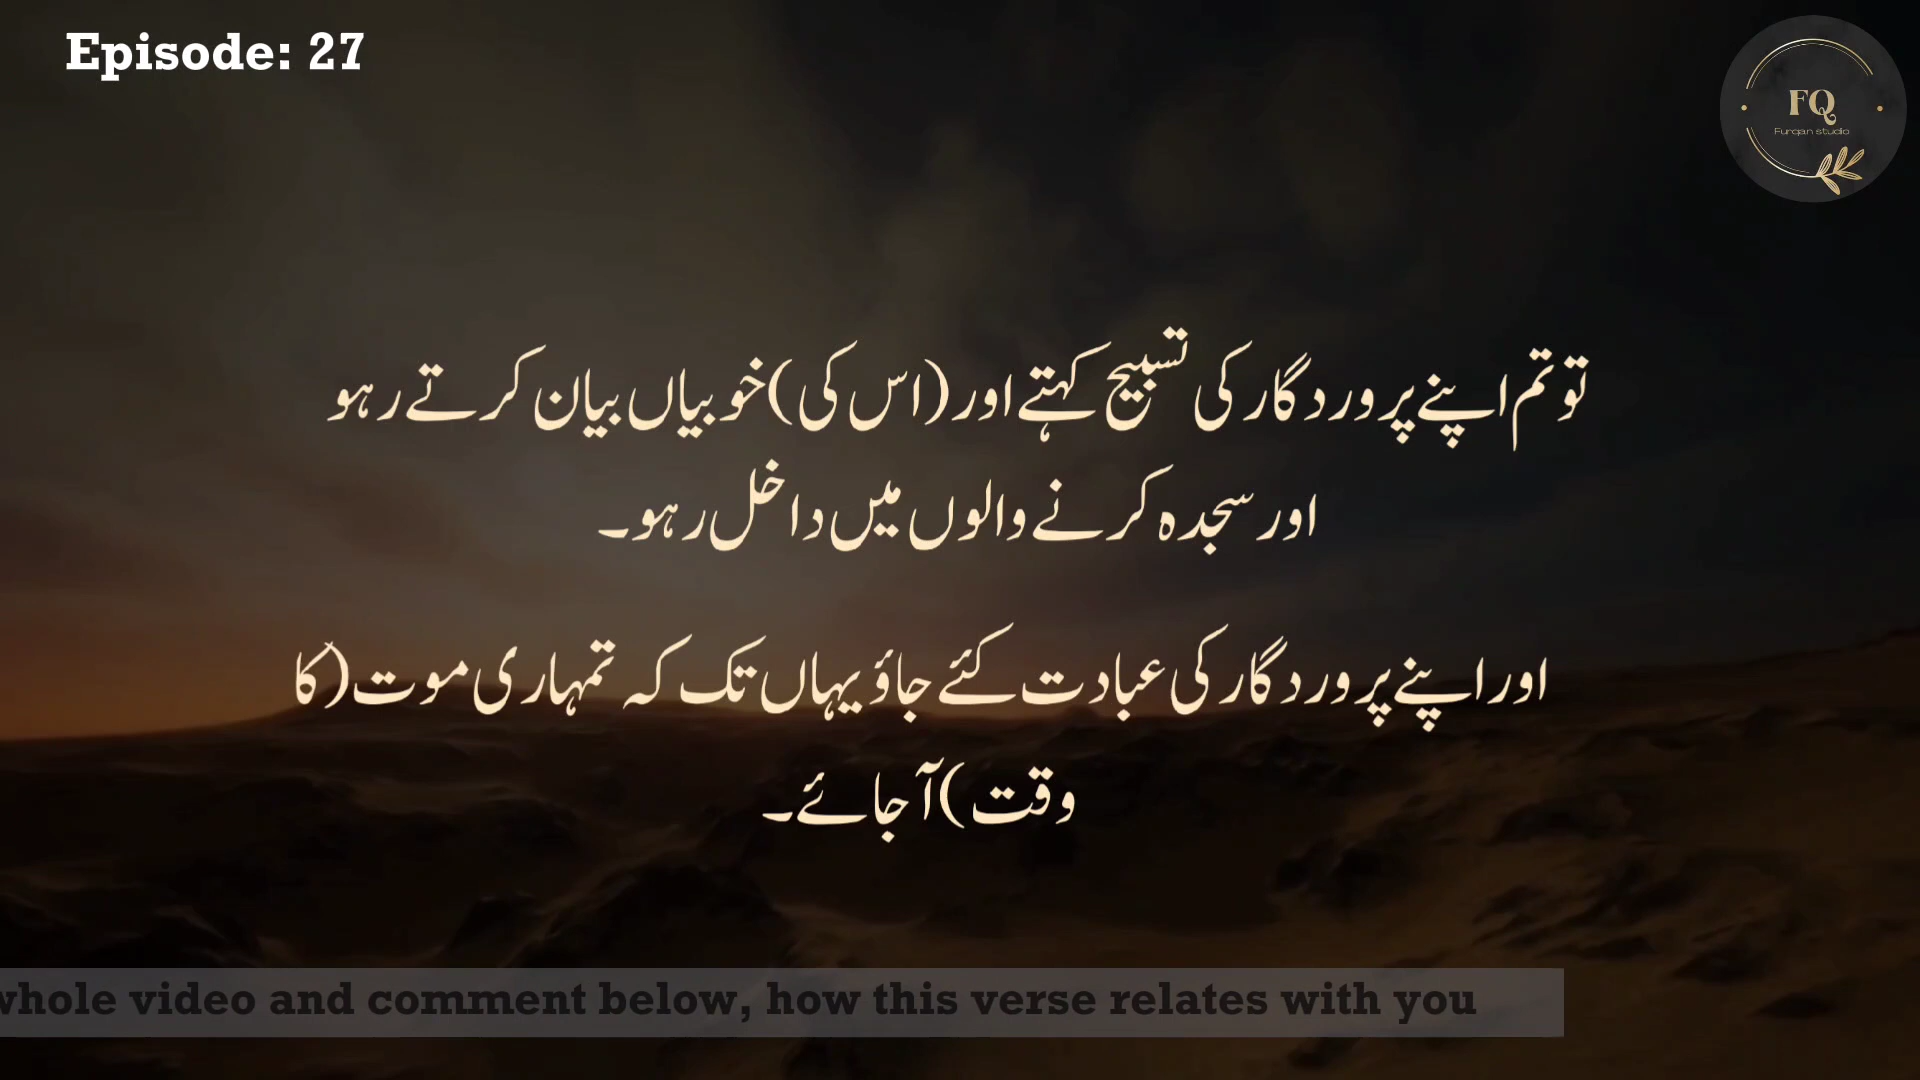 Episode: 27
FQ
Furqan studio
تو تم اپنے پروردگار کی تسبیح کہتے اور (اس کی) خوبیاں بیان کرتے رہو
اور سجدہ کرنے والوں میں داخل رہو۔
اور اپنے پروردگار کی عبادت کئے جاؤ یہاں تک کہ تمہاری موت (کا
وقت) آجائے۔
whole video and comment below, how this verse relates with you